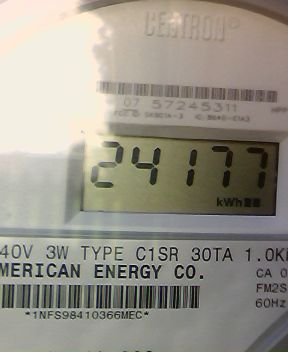 CENTRON®
07 57245311
24177
kWh
40V 3W TYPE C1SR 30TA 1.0K
MERICAN ENERGY CO.
CA 0
FM2S
60Hz
*1NFS98410366MEC*